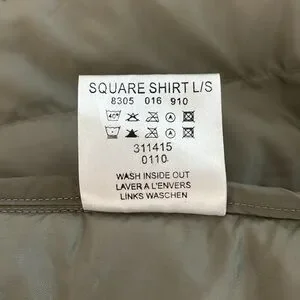 SQUARE SHIRT L/S
8305 016 910
40°
311415
0110
WASH INSIDE OUT
LAVER A L'ENVERS
LINKS WASCHEN